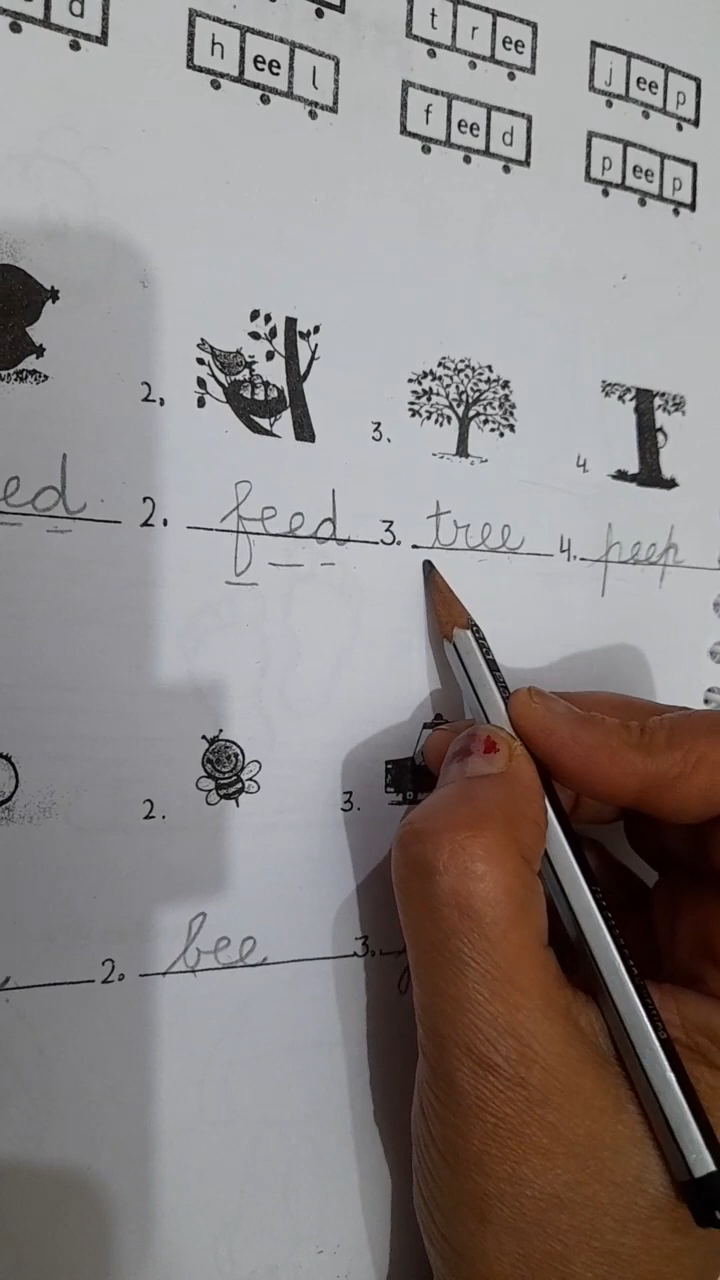 d t r ee
h ee l j ee p
f ee d
p ee p
2. 3. 4
ed 2. feed 3. tree 4. peep
2. 3.
2. bee 3.